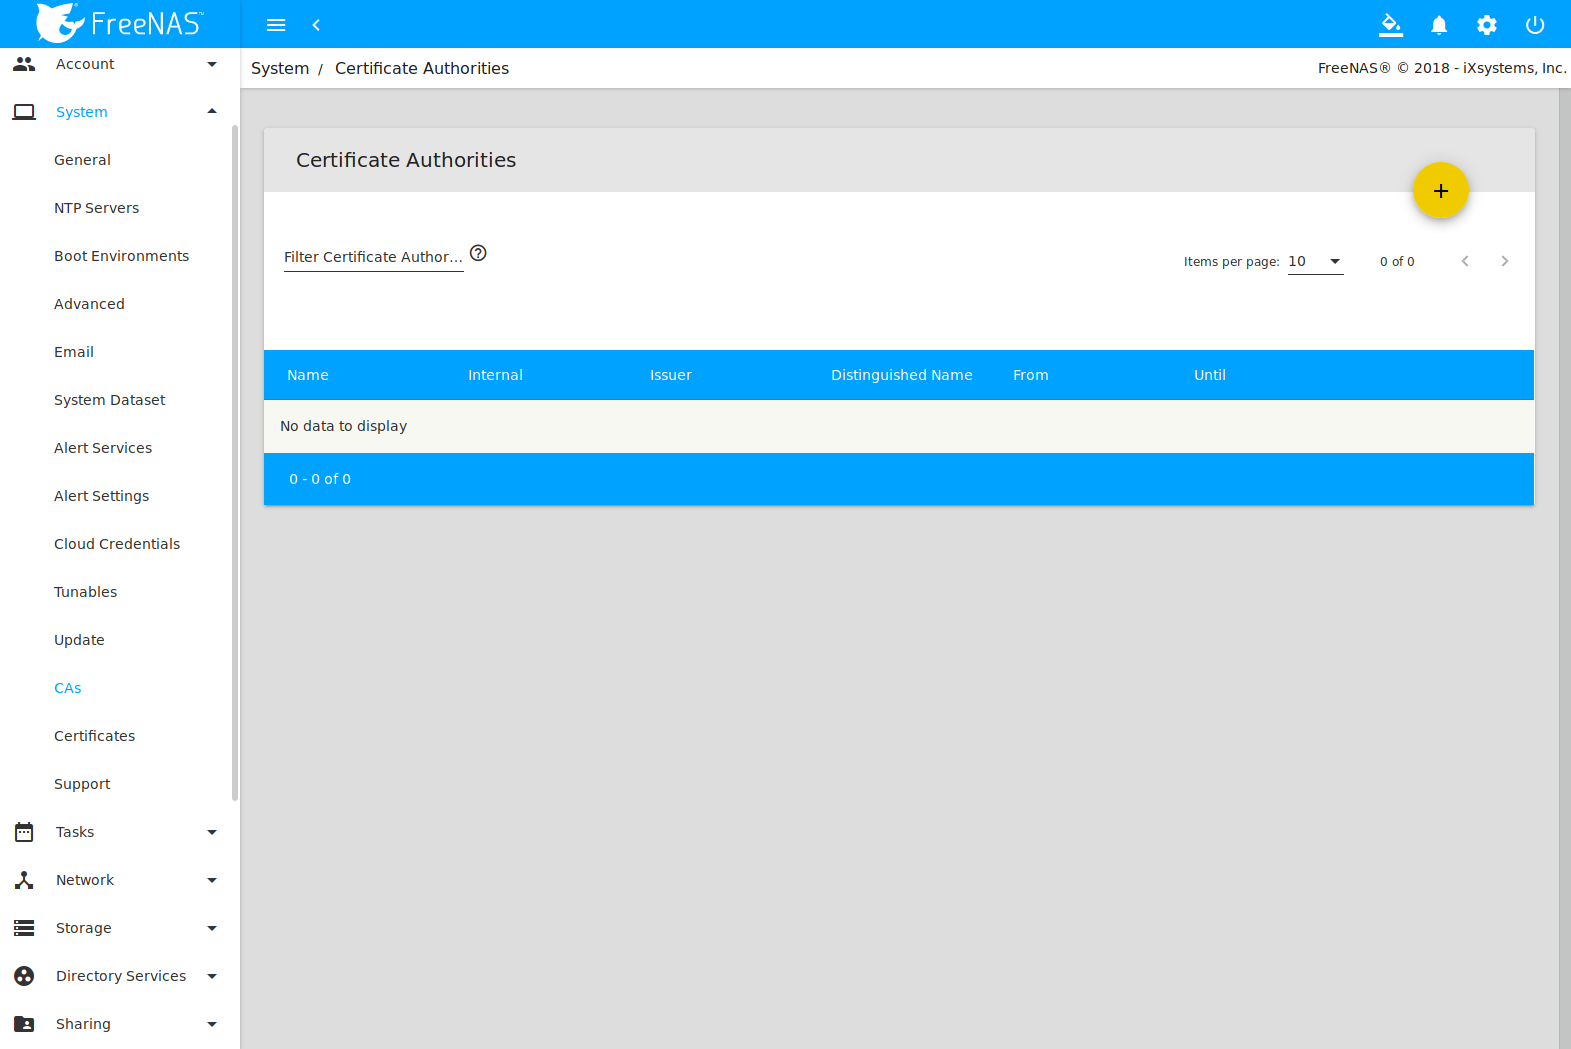 FreeNAS™
System / Certificate Authorities
FreeNAS® © 2018 - iXsystems, Inc.
Account
System
General
NTP Servers
Boot Environments
Advanced
Email
System Dataset
Alert Services
Alert Settings
Cloud Credentials
Tunables
Update
CAs
Certificates
Support
Tasks
Network
Storage
Directory Services
Sharing
Certificate Authorities
Filter Certificate Author...
Items per page: 10 0 of 0
Name Internal Issuer Distinguished Name From Until
No data to display
0 - 0 of 0